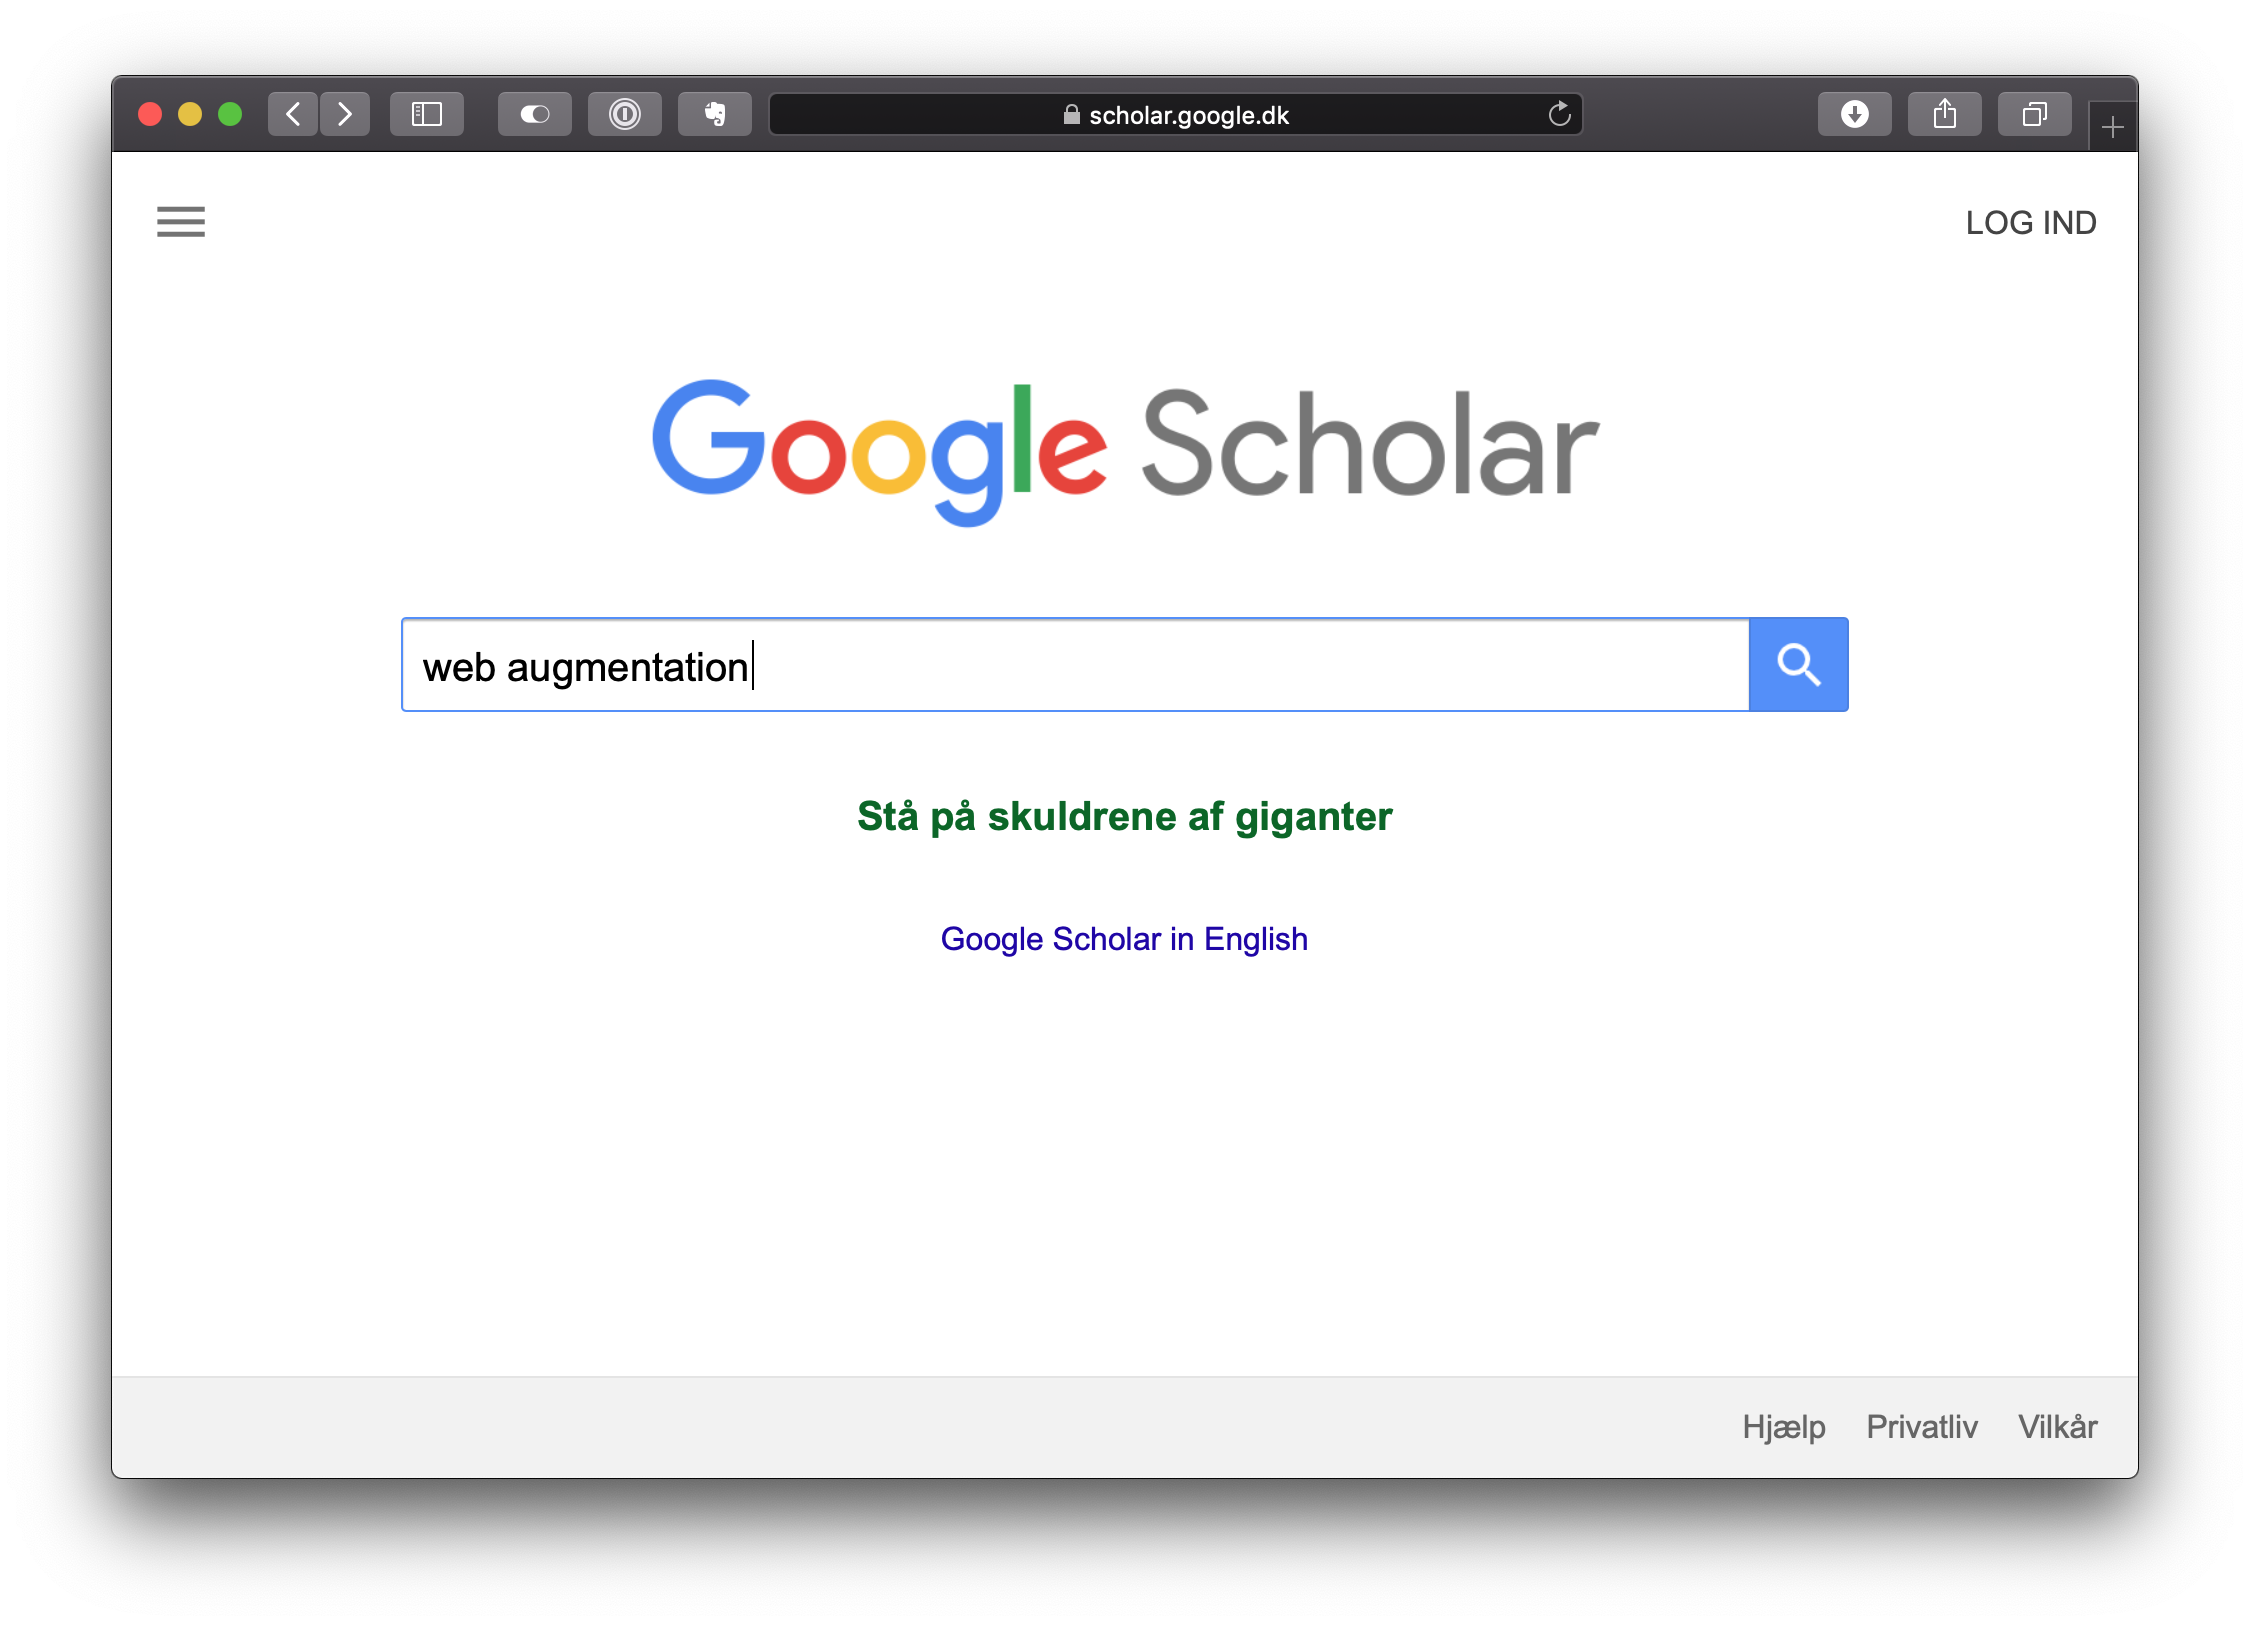 scholar.google.dk
LOG IND
Google Scholar
web augmentation
Stå på skuldrene af giganter
Google Scholar in English
Hjælp Privatliv Vilkår